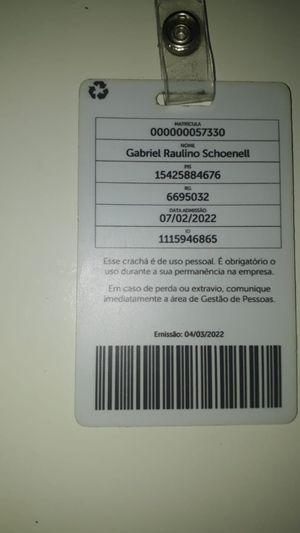 MATRÍCULA
000000057330
NOME
Gabriel Raulino Schoenell
PIS
15425884676
RG
6695032
DATA ADMISSÃO
07/02/2022
ID
1115946865
Esse crachá é de uso pessoal. É obrigatório o
uso durante a sua permanência na empresa.
Em caso de perda ou extravio, comunique
imediatamente a área de Gestão de Pessoas.
Emissão: 04/03/2022